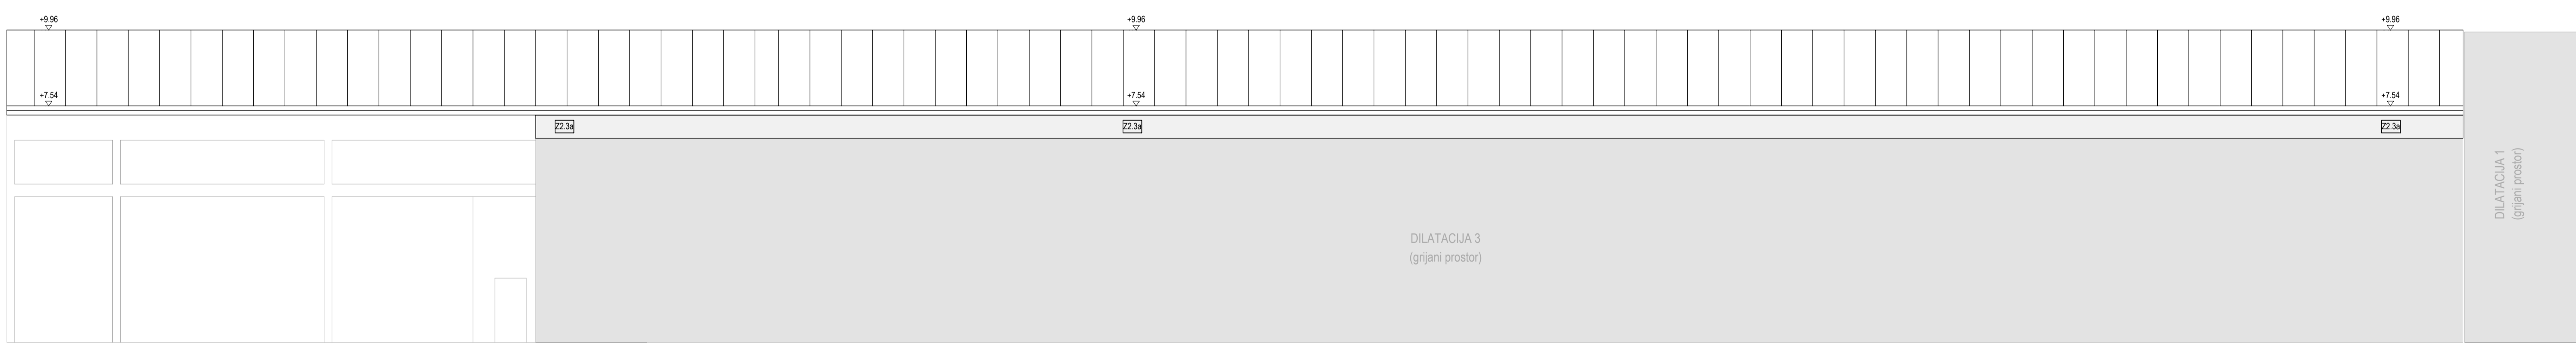 +9.96
+9.96
+9.96
+7.54
+7.54
+7.54
Z2.3a
Z2.3a
Z2.3a
DILATACIJA 1
(grijani prostor)
DILATACIJA 3
(grijani prostor)